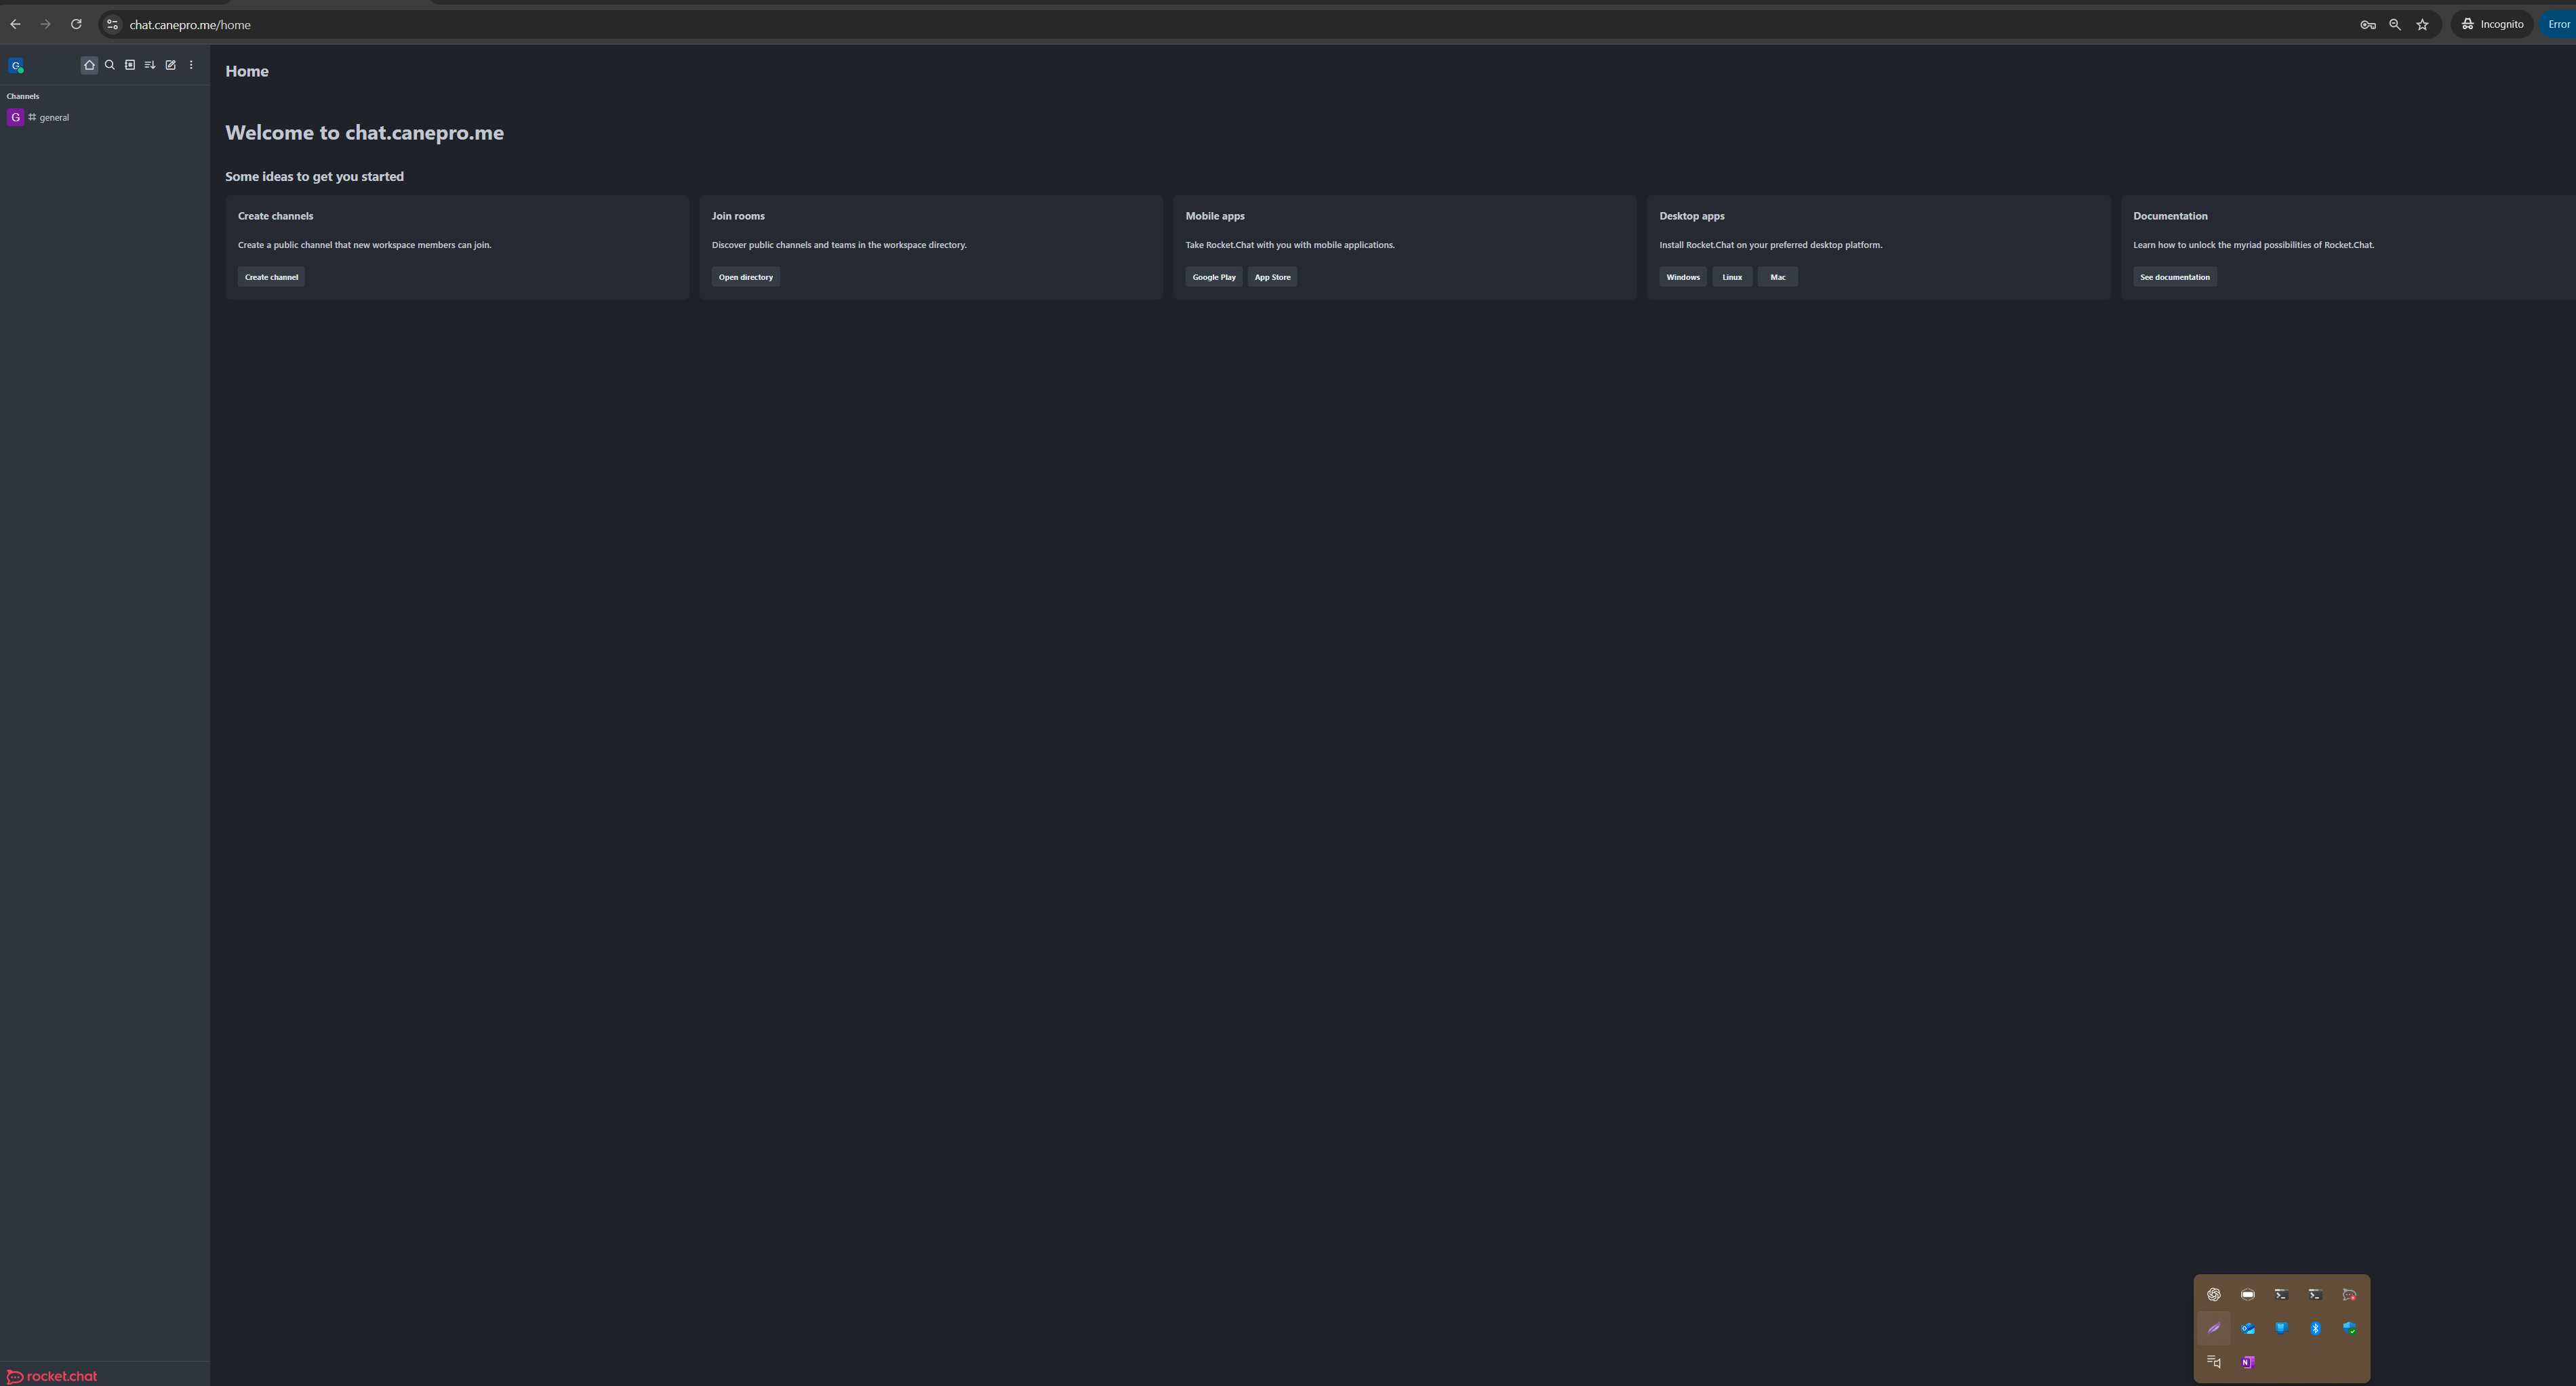 chat.canepro.me/home
Incognito
Error
G
Channels
G general
Home
Welcome to chat.canepro.me
Some ideas to get you started
Create channels
Create a public channel that new workspace members can join.
Create channel
Join rooms
Discover public channels and teams in the workspace directory.
Open directory
Mobile apps
Take Rocket.Chat with you with mobile applications.
Google Play App Store
Desktop apps
Install Rocket.Chat on your preferred desktop platform.
Windows Linux Mac
Documentation
Learn how to unlock the myriad possibilities of Rocket.Chat.
See documentation
rocket.chat
N